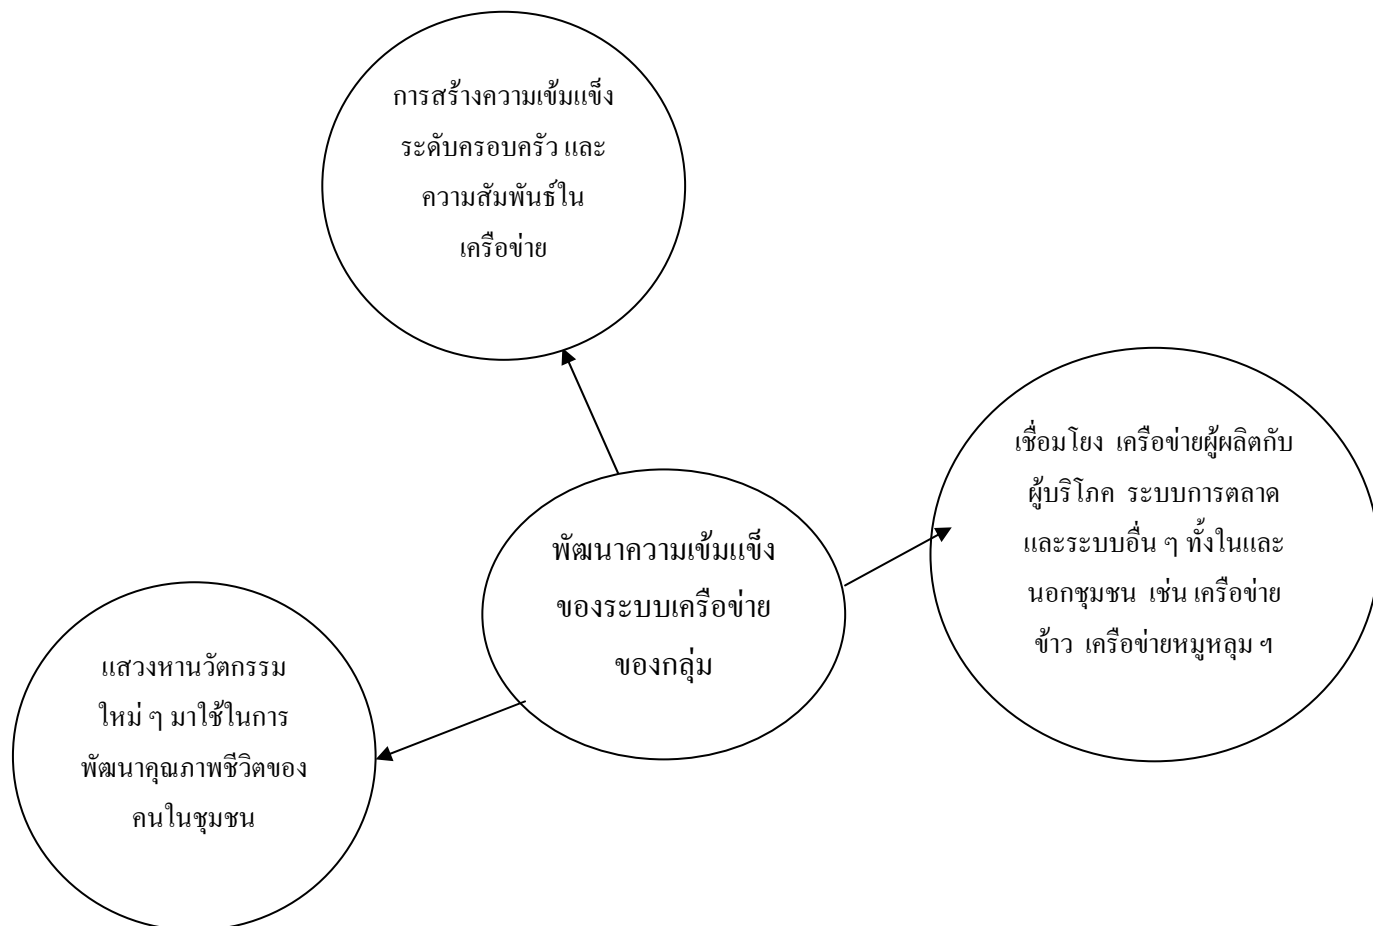 การสร้างความเข้มแข็ง
ระดับครอบครัว และ
ความสัมพันธ์ใน
เครือข่าย
เชื่อมโยง เครือข่ายผู้ผลิตกับ
ผู้บริโภค ระบบการตลาด
และระบบอื่น ๆ ทั้งในและ
นอกชุมชน เช่น เครือข่าย
ข้าว เครือข่ายหมูหลุม ฯ
พัฒนาความเข้มแข็ง
ของระบบเครือข่าย
ของกลุ่ม
แสวงหานวัตกรรม
ใหม่ ๆ มาใช้ในการ
พัฒนาคุณภาพชีวิตของ
คนในชุมชน